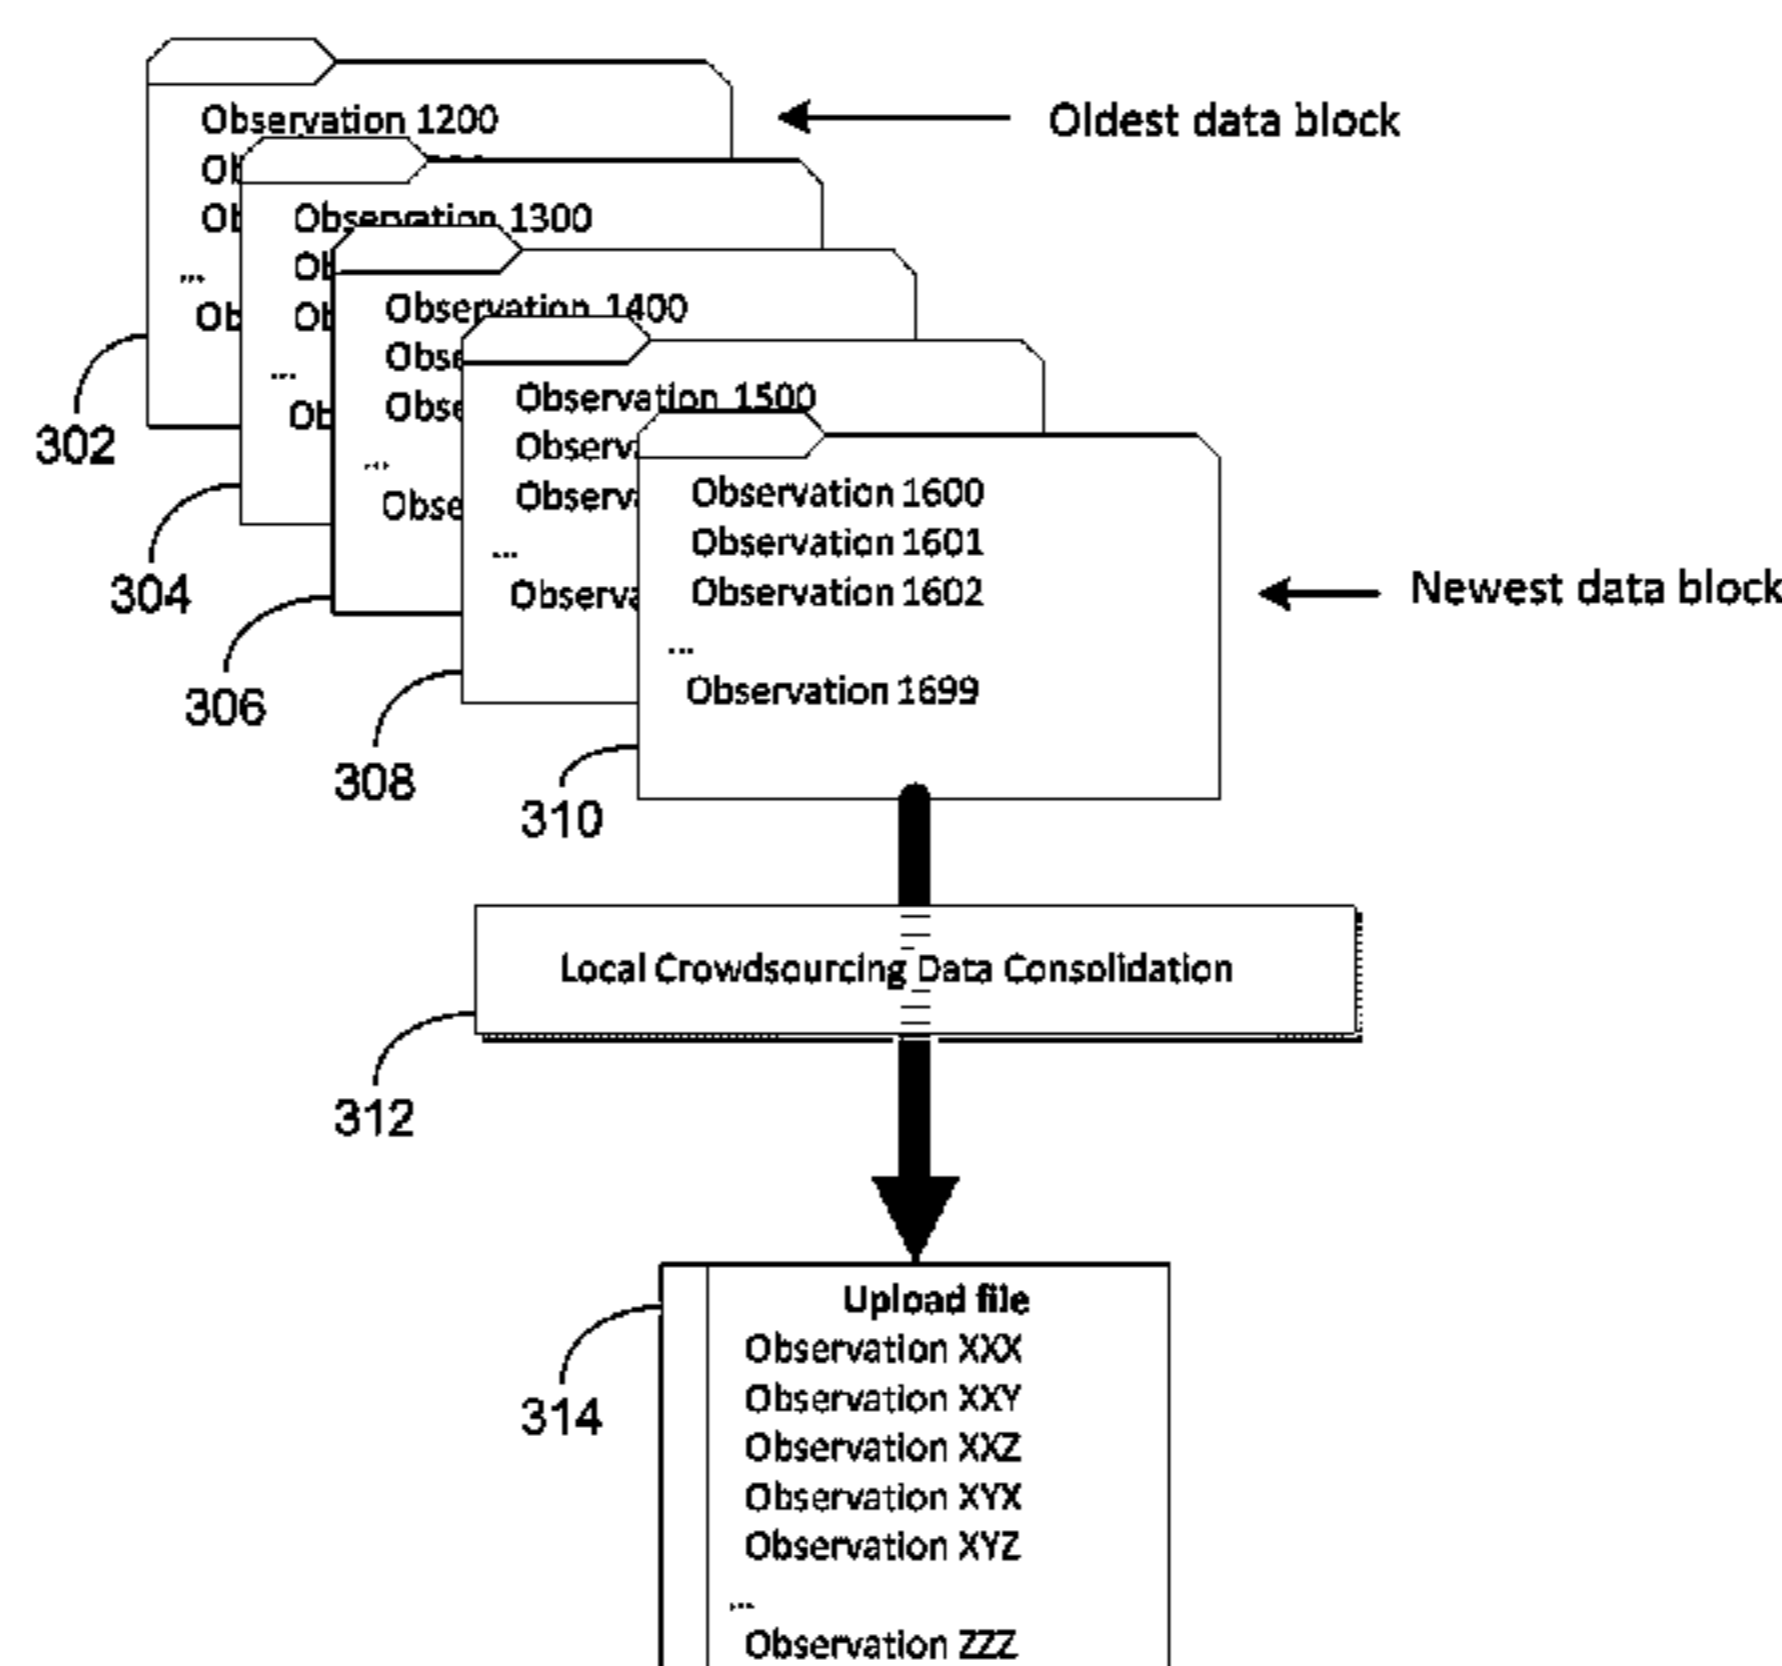 Observation 1200
Oldest data block
Observation 1300
...
Observation 1400
...
Observation 1500
...
302
304
306
308
310
...
Observation 1600
Observation 1601
Observation 1602
...
Observation 1699
Newest data block
Local Crowdsourcing Data Consolidation
312
Upload file
314
Observation XXX
Observation XXY
Observation XXZ
Observation XYX
Observation XYZ
...
Observation ZZZ